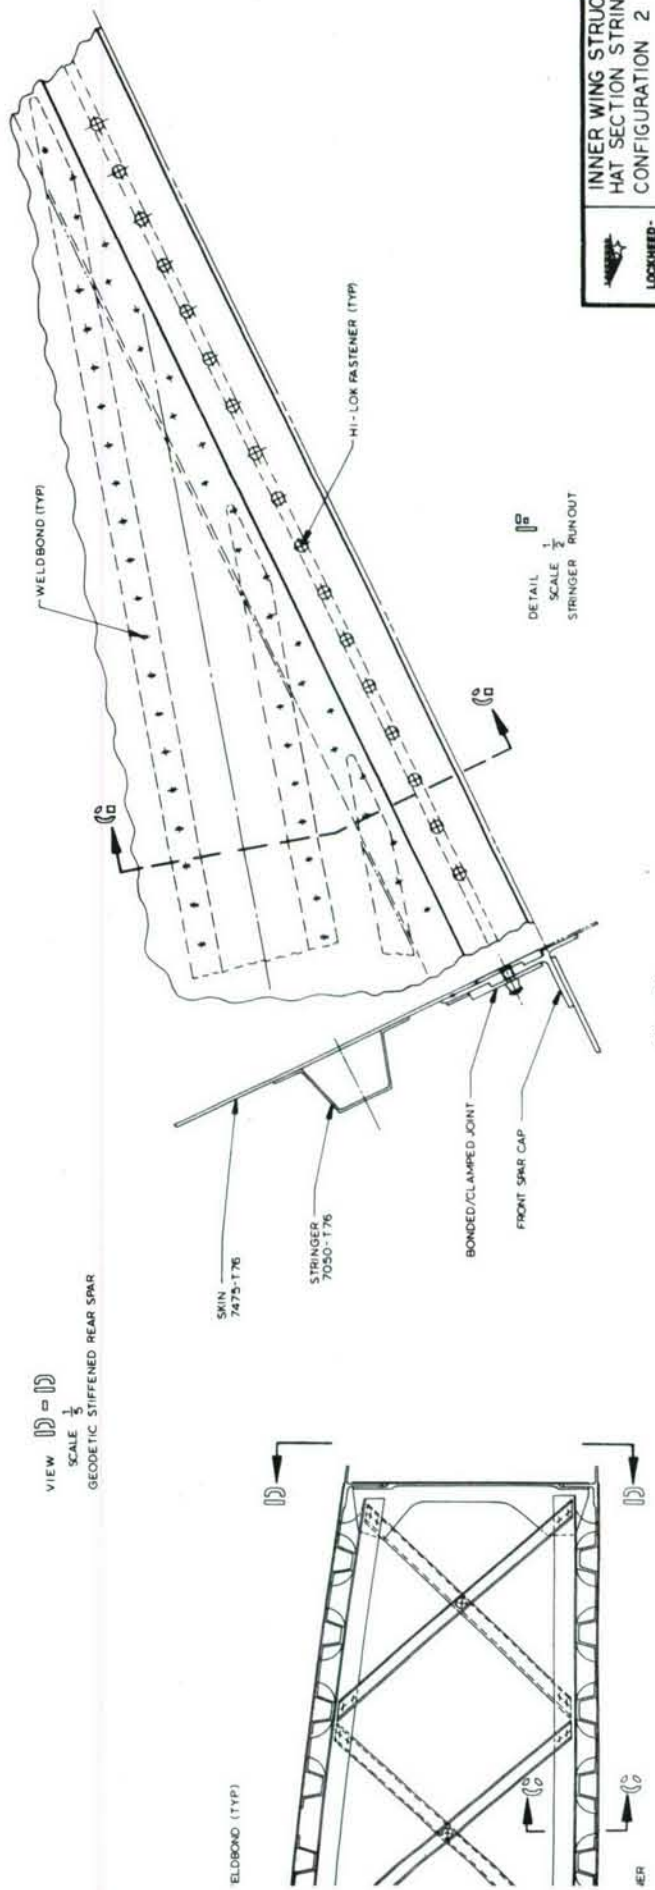 VIEW D-D
SCALE 1/5
GEODETIC STIFFENED REAR SPAR
WELDBOND (TYP)
HI-LOK FASTENER (TYP)
G
G
SKIN
7475-T76
STRINGER
7050-T76
BONDED/CLAMPED JOINT
FRONT SPAR CAP
DETAIL F
SCALE 1/2
STRINGER RUNOUT
ELDBOND (TYP)
D
D
NER
INNER WING STRUC
HAT SECTION STRIN
CONFIGURATION 2
LOCKHEED-